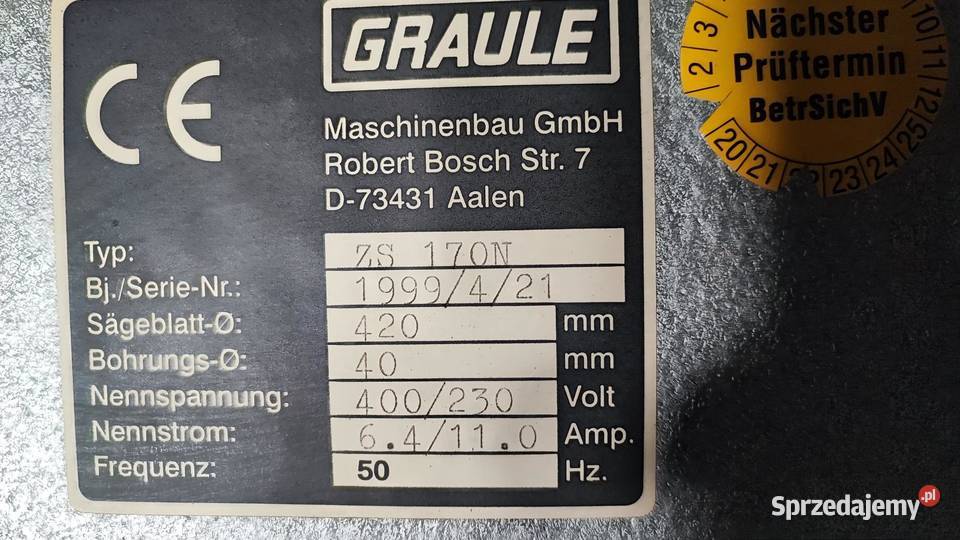 CE
GRAULE
Maschinenbau GmbH
Robert Bosch Str. 7
D-73431 Aalen
Typ: ZS 170N
Bj./Serie-Nr.: 1999/4/21
Sägeblatt-Ø: 420 mm
Bohrungs-Ø: 40 mm
Nennspannung: 400/230 Volt
Nennstrom: 6.4/11.0 Amp.
Frequenz: 50 Hz.
2 3
Nächster
Prüftermin
BetrSichV
10 11 12
20 21 23 24 25
Sprzedajemy.pl